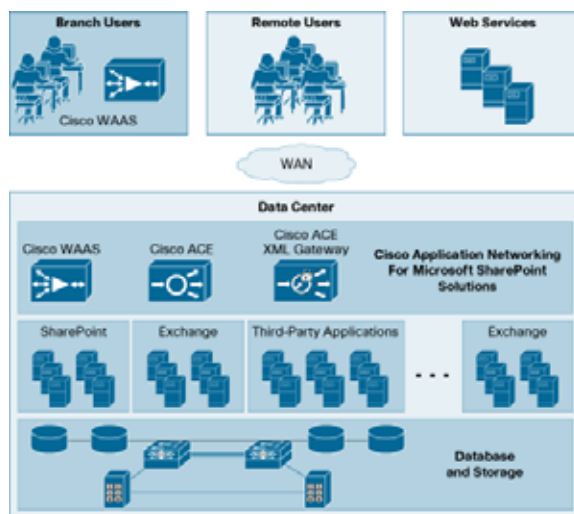 Branch Users
Remote Users
Web Services
Cisco WAAS
WAN
Data Center
Cisco WAAS
Cisco ACE
Cisco ACE
XML Gateway
Cisco Application Networking
For Microsoft SharePoint
Solutions
SharePoint
Exchange
Third-Party Applications
. . .
Exchange
Database
and Storage